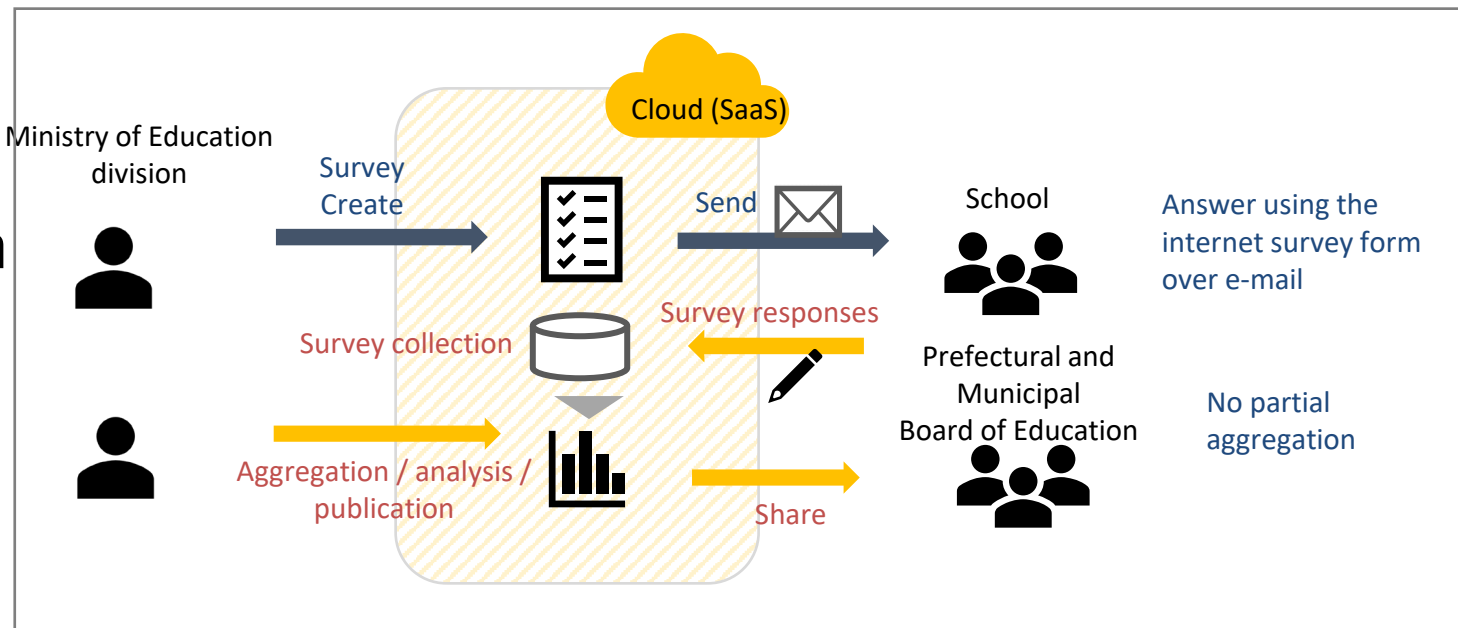 Cloud (SaaS)
Ministry of Education
division
Survey
Create
Send
School
Answer using the
internet survey form
over e-mail
n
Survey responses
Survey collection
Prefectural and
Municipal
Board of Education
No partial
aggregation
Aggregation / analysis /
publication
Share